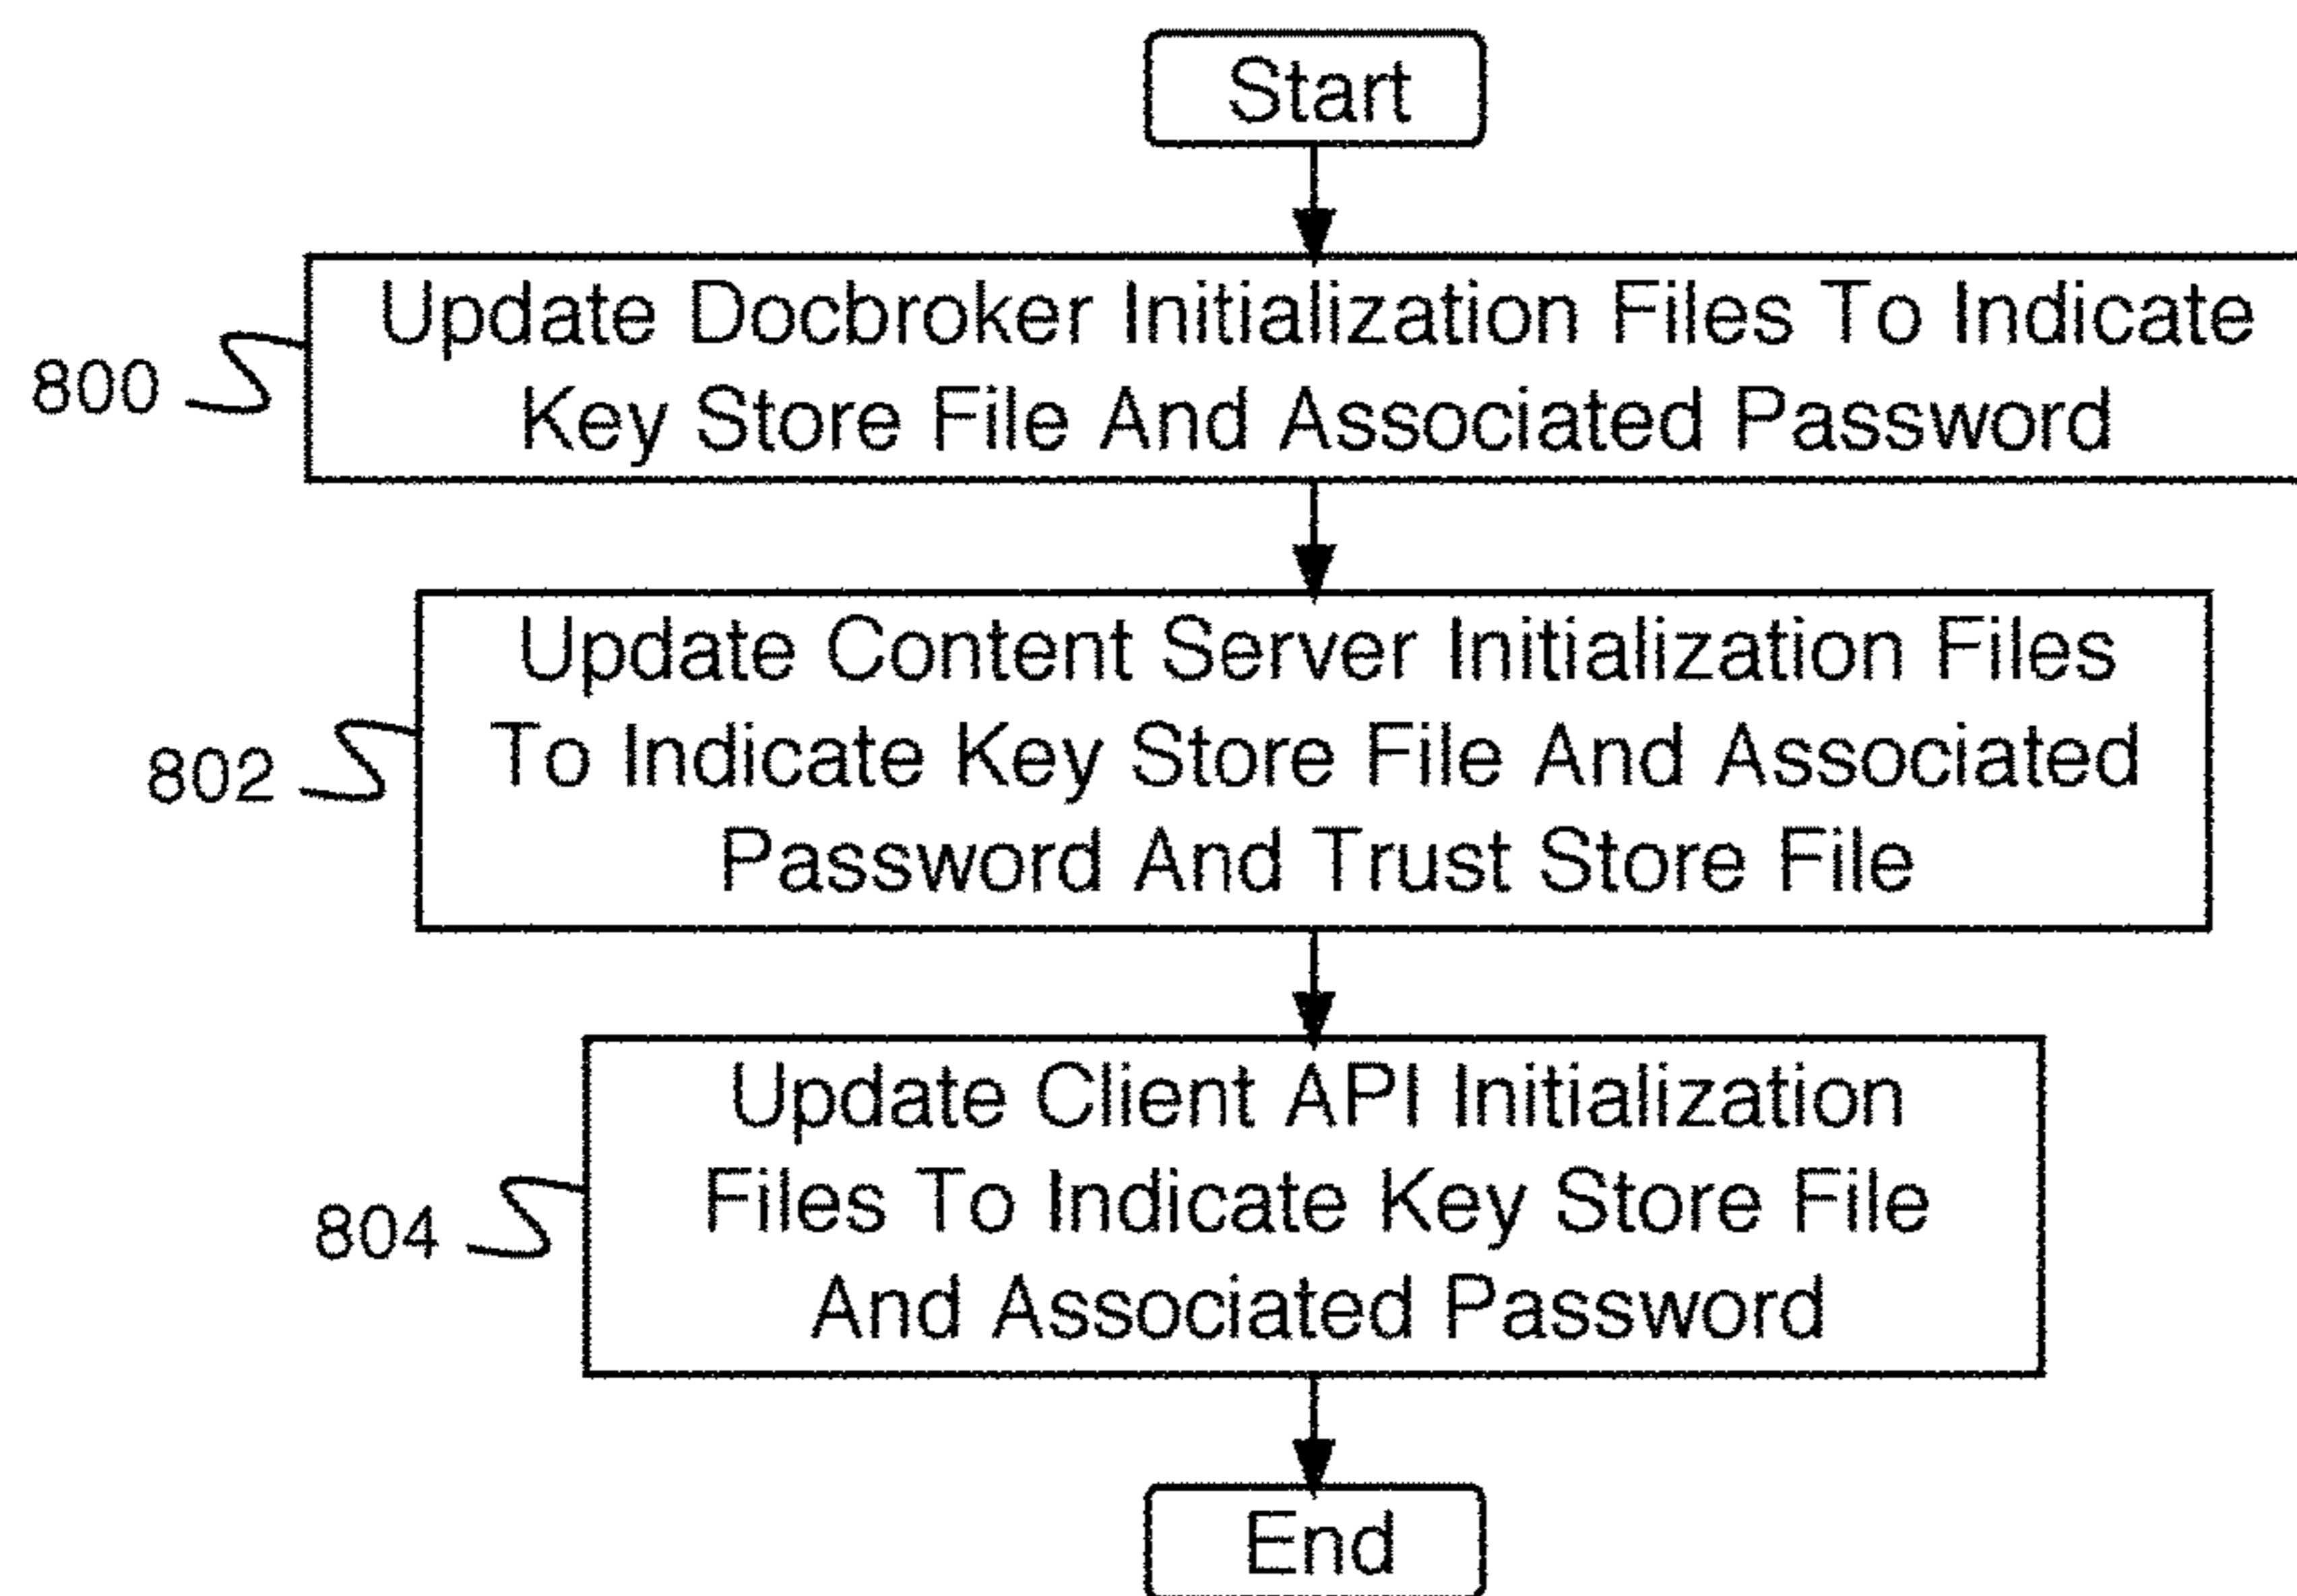 Start
Update Docbroker Initialization Files To Indicate
Key Store File And Associated Password
800
Update Content Server Initialization Files
To Indicate Key Store File And Associated
Password And Trust Store File
802
Update Client API Initialization
Files To Indicate Key Store File
And Associated Password
804
End